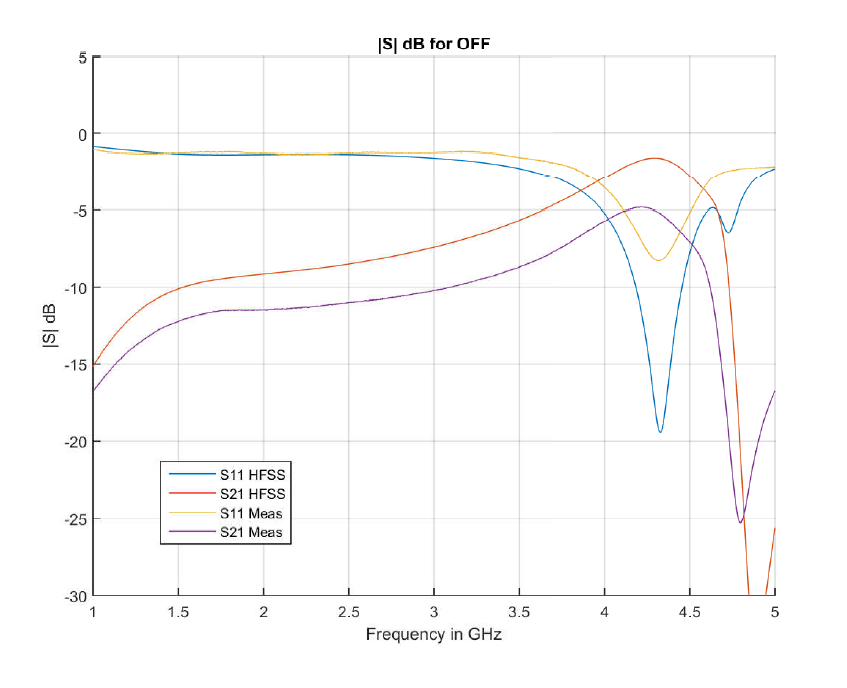 |S| dB for OFF
5
0
-5
-10
-15
-20
-25
-30
|S| dB
S11 HFSS
S21 HFSS
S11 Meas
S21 Meas
1 1.5 2 2.5 3 3.5 4 4.5 5
Frequency in GHz